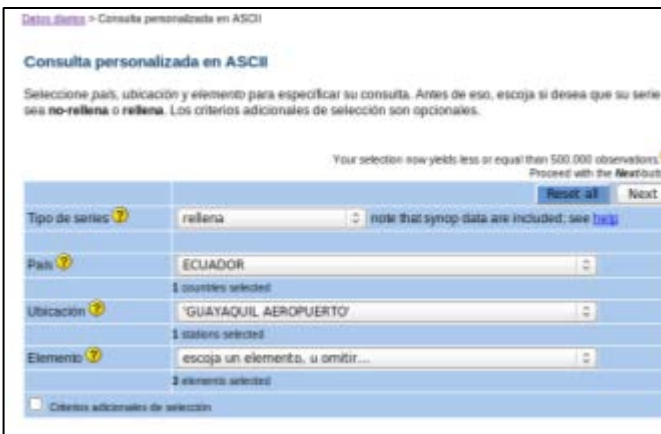 Datos diarios > Consulta personalizada en ASCII
Consulta personalizada en ASCII
Seleccione país, ubicación y elemento para especificar su consulta. Antes de eso, escoja si desea que su serie
sea no-rellena o rellena. Los criterios adicionales de selección son opcionales.
Your selection now yields less or equal than 500.000 observations.
Proceed with the Next-butt
Reset all Next
Tipo de series ? rellena note that synop data are included; see help
País ? ECUADOR
1 countries selected
Ubicación ? 'GUAYAQUIL AEROPUERTO'
1 stations selected
Elemento ? escoja un elemento, u omitir...
3 elements selected
Criterios adicionales de selección